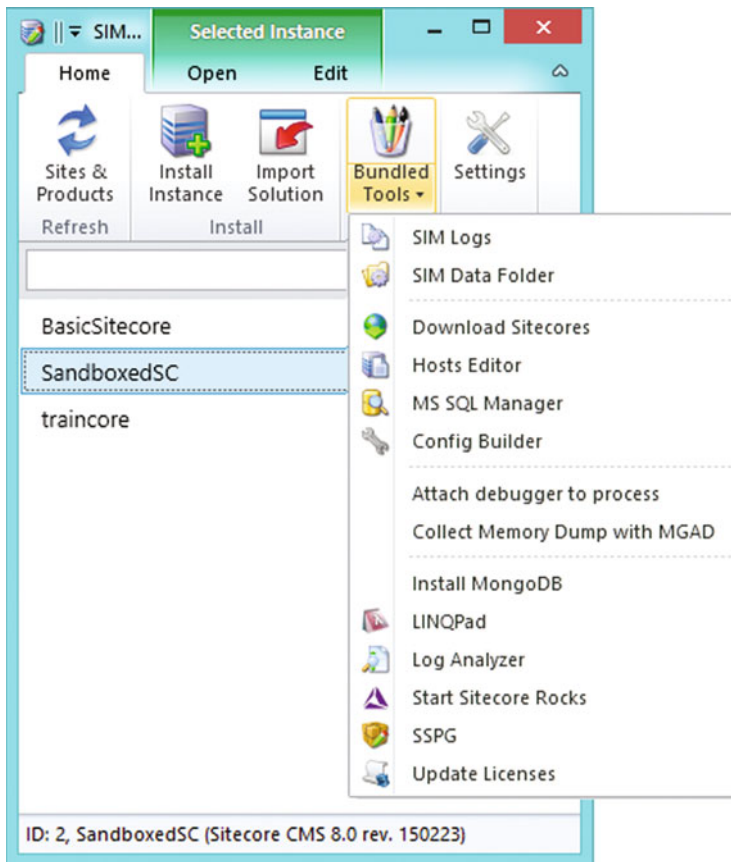 SIM... Selected Instance
Home Open Edit
Sites & Products
Install Instance
Import Solution
Bundled Tools
Settings
Refresh
Install
SIM Logs
SIM Data Folder
Download Sitecores
Hosts Editor
MS SQL Manager
Config Builder
Attach debugger to process
Collect Memory Dump with MGAD
Install MongoDB
LINQPad
Log Analyzer
Start Sitecore Rocks
SSPG
Update Licenses
BasicSitecore
SandboxedSC
traincore
ID: 2, SandboxedSC (Sitecore CMS 8.0 rev. 150223)